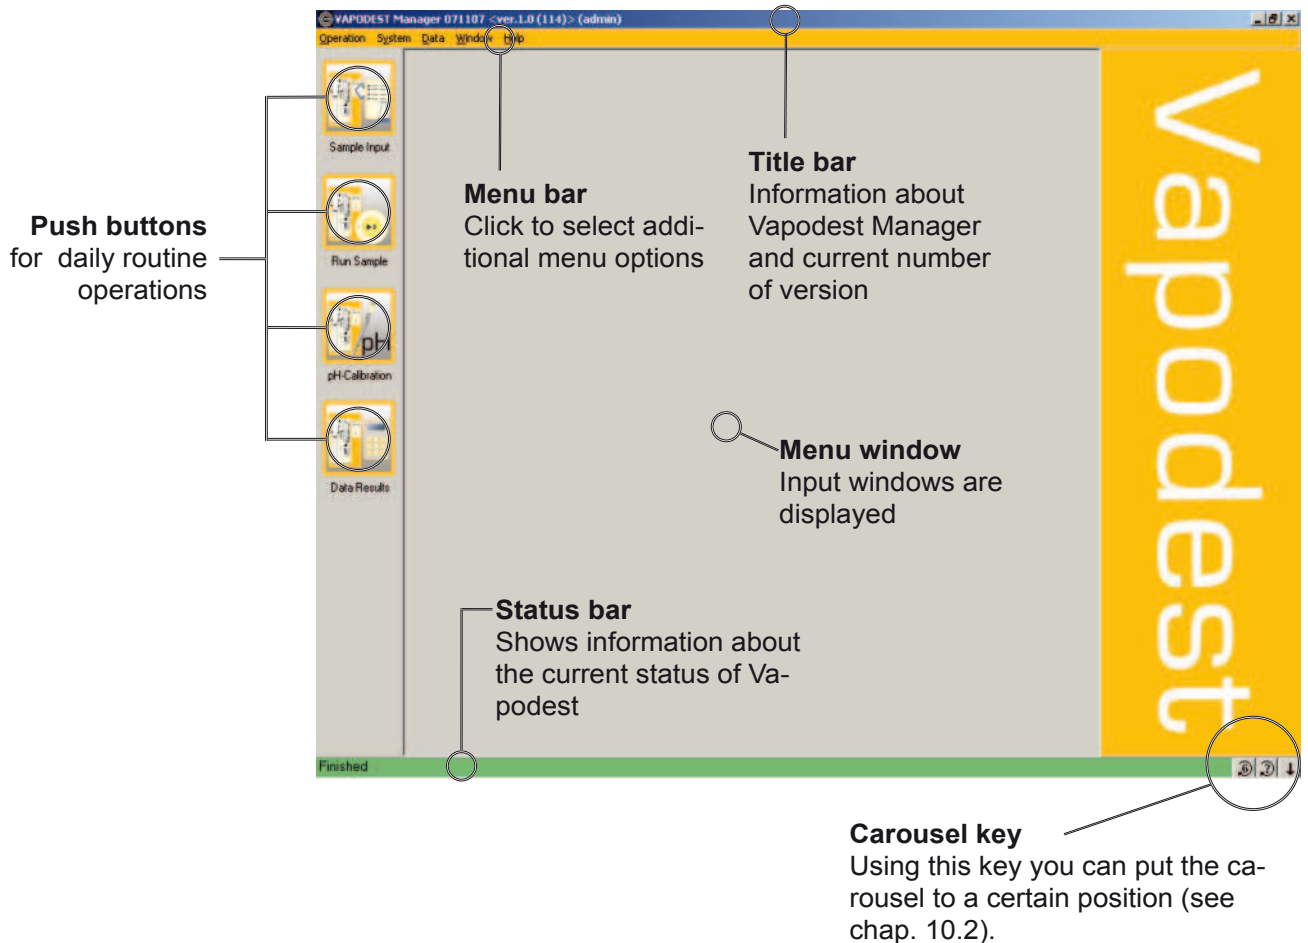 VAPODEST Manager 071107 <ver.1.0 (114)> (admin)
Operation System Data Window Help
Sample Input
Run Sample
pH
pH-Calibration
Data Results
Push buttons
for daily routine
operations
Menu bar
Click to select addi-
tional menu options
Title bar
Information about
Vapodest Manager
and current number
of version
Menu window
Input windows are
displayed
Status bar
Shows information about
the current status of Va-
podest
Vapodest
Finished
6 ?
Carousel key
Using this key you can put the ca-
rousel to a certain position (see
chap. 10.2).